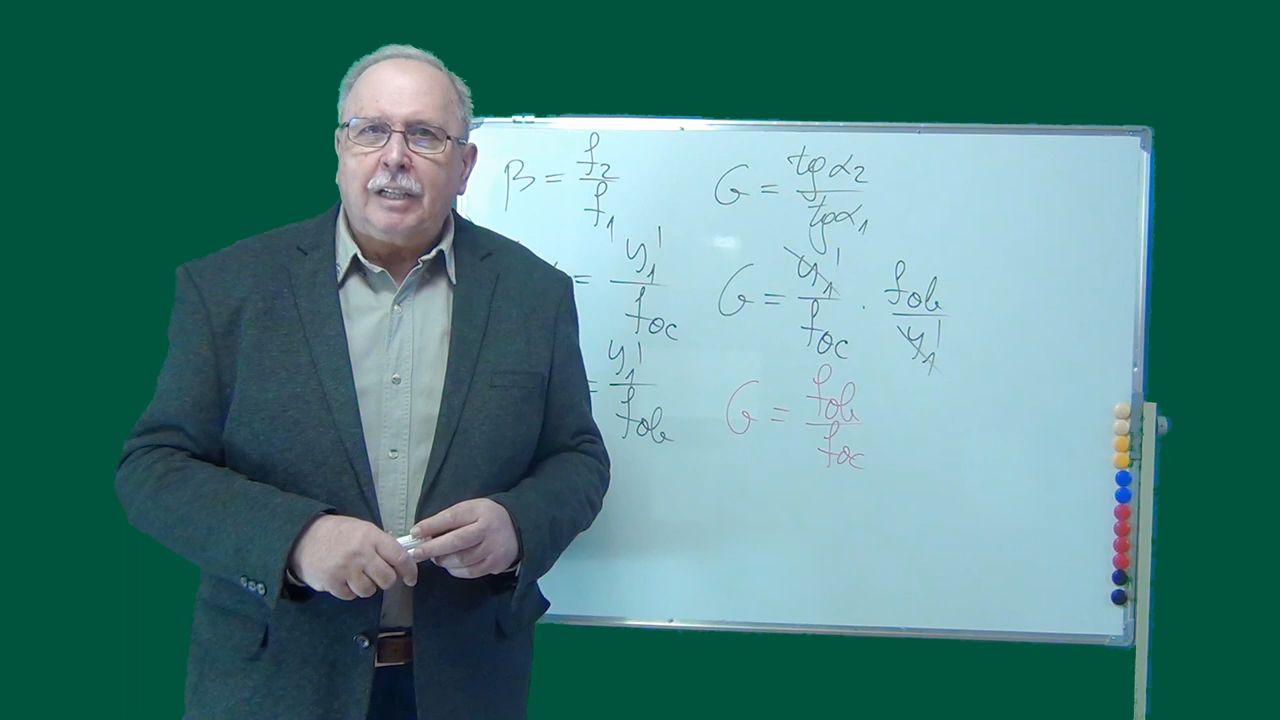 β = f₂/f₁
G = tgα₂/tgα₁
= y₁'/f_oc
G = y₁'/f_oc · f_ob/y₁'
= y₁'/f_ob
G = f_ob/f_oc